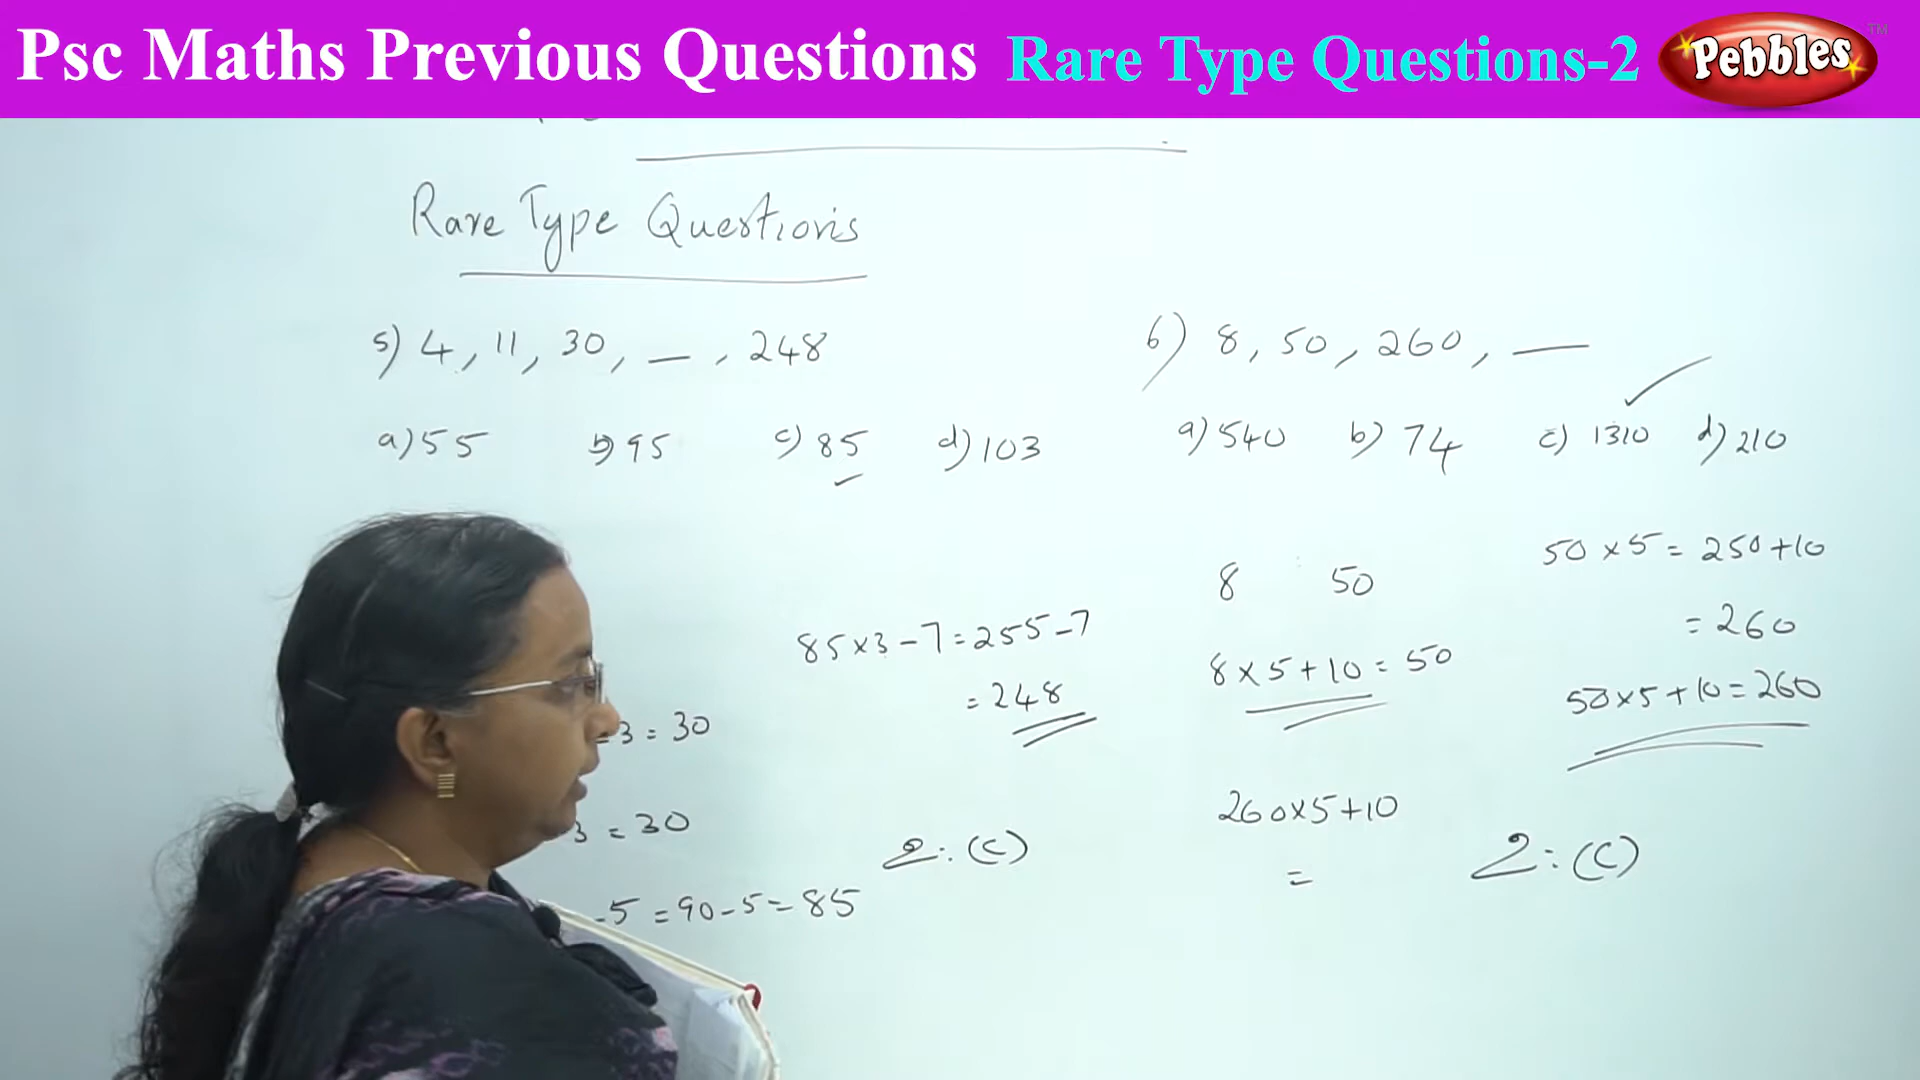 Psc Maths Previous Questions Rare Type Questions-2 Pebbles TM
Rare Type Questions
5) 4, 11, 30, __, 248
a) 55 b) 95 c) 85 d) 103
85×3-7=255-7
=248
-3=30
3=30
-5=90-5=85
(C)
6) 8, 50, 260, __
a) 540 b) 74 c) 1310 d) 210
8 50
8×5+10=50
50×5=250+10
=260
50×5+10=260
260×5+10
=
(C)